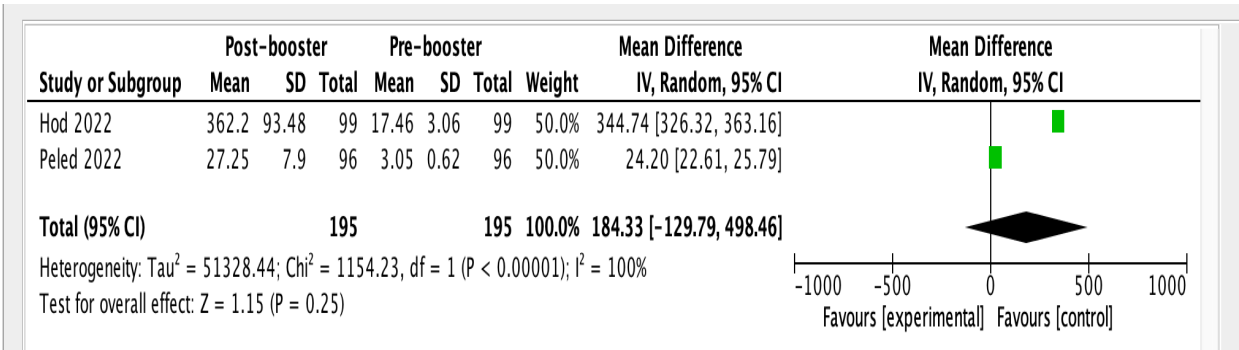 Post-booster Pre-booster Mean Difference Mean Difference
Study or Subgroup Mean SD Total Mean SD Total Weight IV, Random, 95% CI IV, Random, 95% CI
Hod 2022 362.2 93.48 99 17.46 3.06 99 50.0% 344.74 [326.32, 363.16]
Peled 2022 27.25 7.9 96 3.05 0.62 96 50.0% 24.20 [22.61, 25.79]
Total (95% CI) 195 195 100.0% 184.33 [-129.79, 498.46]
Heterogeneity: Tau² = 51328.44; Chi² = 1154.23, df = 1 (P < 0.00001); I² = 100%
Test for overall effect: Z = 1.15 (P = 0.25)
-1000 -500 0 500 1000
Favours [experimental] Favours [control]